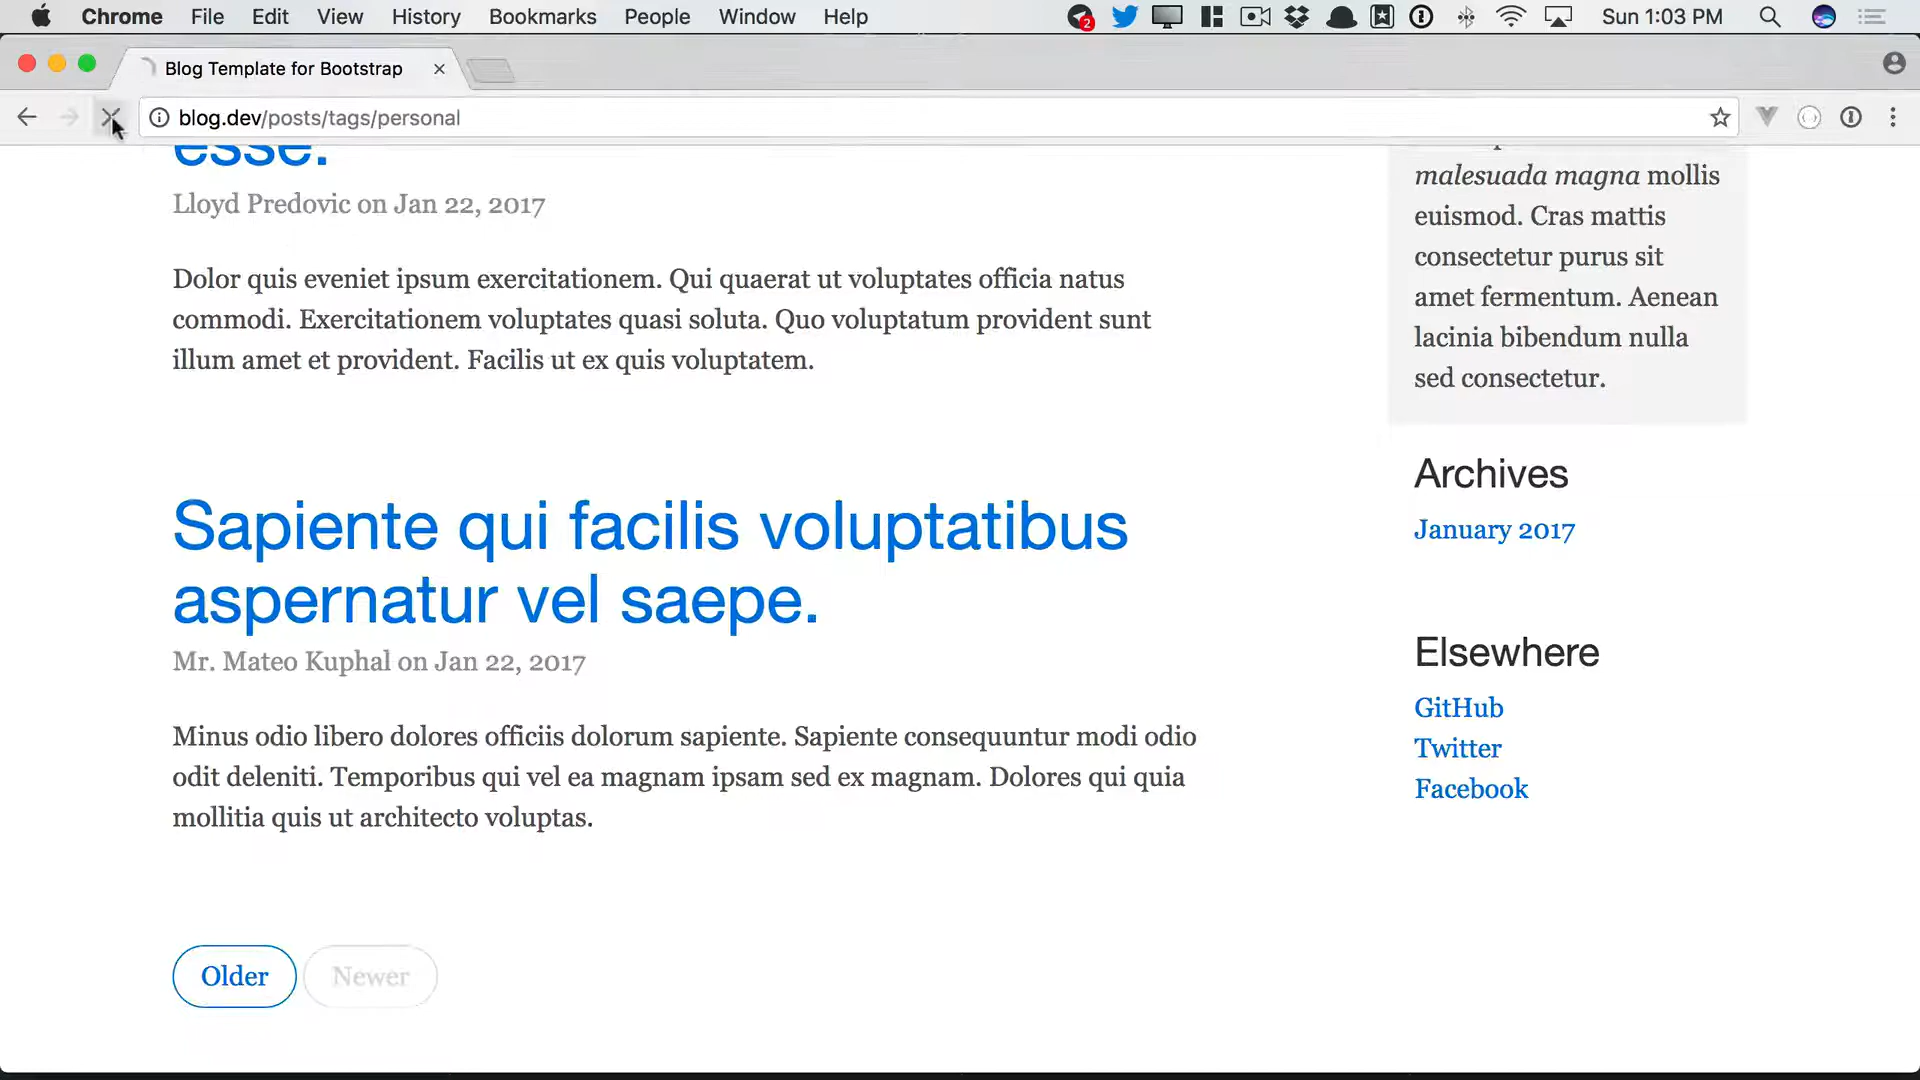 Chrome File Edit View History Bookmarks People Window Help
2
Sun 1:03 PM
Blog Template for Bootstrap
blog.dev/posts/tags/personal
esse.
Lloyd Predovic on Jan 22, 2017
Dolor quis eveniet ipsum exercitationem. Qui quaerat ut voluptates officia natus
commodi. Exercitationem voluptates quasi soluta. Quo voluptatum provident sunt
illum amet et provident. Facilis ut ex quis voluptatem.
Sapiente qui facilis voluptatibus
aspernatur vel saepe.
Mr. Mateo Kuphal on Jan 22, 2017
Minus odio libero dolores officiis dolorum sapiente. Sapiente consequuntur modi odio
odit deleniti. Temporibus qui vel ea magnam ipsam sed ex magnam. Dolores qui quia
mollitia quis ut architecto voluptas.
Older
Newer
malesuada magna mollis
euismod. Cras mattis
consectetur purus sit
amet fermentum. Aenean
lacinia bibendum nulla
sed consectetur.
Archives
January 2017
Elsewhere
GitHub
Twitter
Facebook